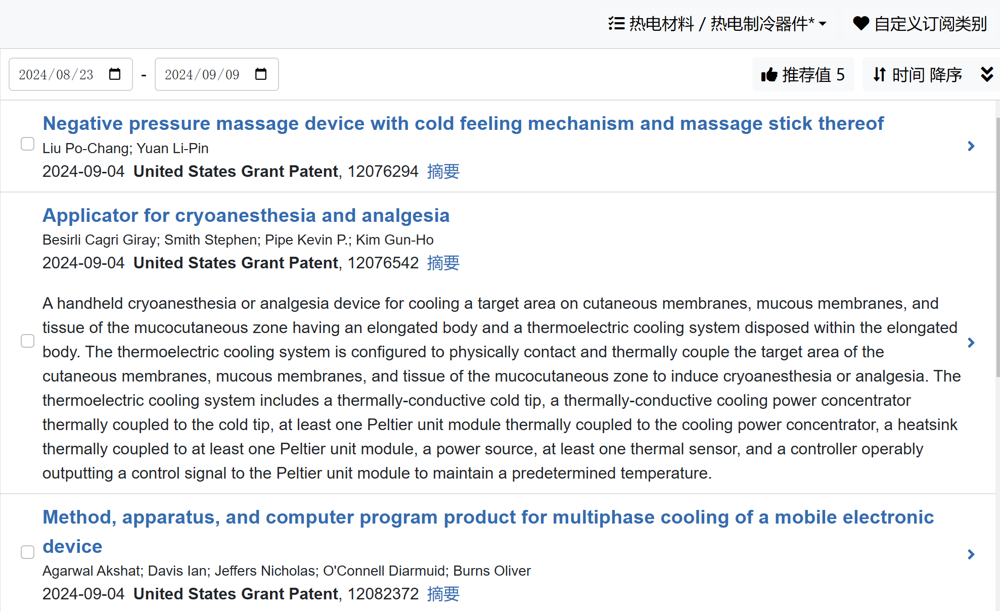 热电材料 / 热电制冷器件* 自定义订阅类别
2024/08/23 - 2024/09/09 推荐值 5 时间 降序
Negative pressure massage device with cold feeling mechanism and massage stick thereof
Liu Po-Chang; Yuan Li-Pin
2024-09-04 United States Grant Patent, 12076294 摘要
Applicator for cryoanesthesia and analgesia
Besirli Cagri Giray; Smith Stephen; Pipe Kevin P.; Kim Gun-Ho
2024-09-04 United States Grant Patent, 12076542 摘要
A handheld cryoanesthesia or analgesia device for cooling a target area on cutaneous membranes, mucous membranes, and
tissue of the mucocutaneous zone having an elongated body and a thermoelectric cooling system disposed within the elongated
body. The thermoelectric cooling system is configured to physically contact and thermally couple the target area of the
cutaneous membranes, mucous membranes, and tissue of the mucocutaneous zone to induce cryoanesthesia or analgesia. The
thermoelectric cooling system includes a thermally-conductive cold tip, a thermally-conductive cooling power concentrator
thermally coupled to the cold tip, at least one Peltier unit module thermally coupled to the cooling power concentrator, a heatsink
thermally coupled to at least one Peltier unit module, a power source, at least one thermal sensor, and a controller operably
outputting a control signal to the Peltier unit module to maintain a predetermined temperature.
Method, apparatus, and computer program product for multiphase cooling of a mobile electronic
device
Agarwal Akshat; Davis Ian; Jeffers Nicholas; O'Connell Diarmuid; Burns Oliver
2024-09-04 United States Grant Patent, 12082372 摘要